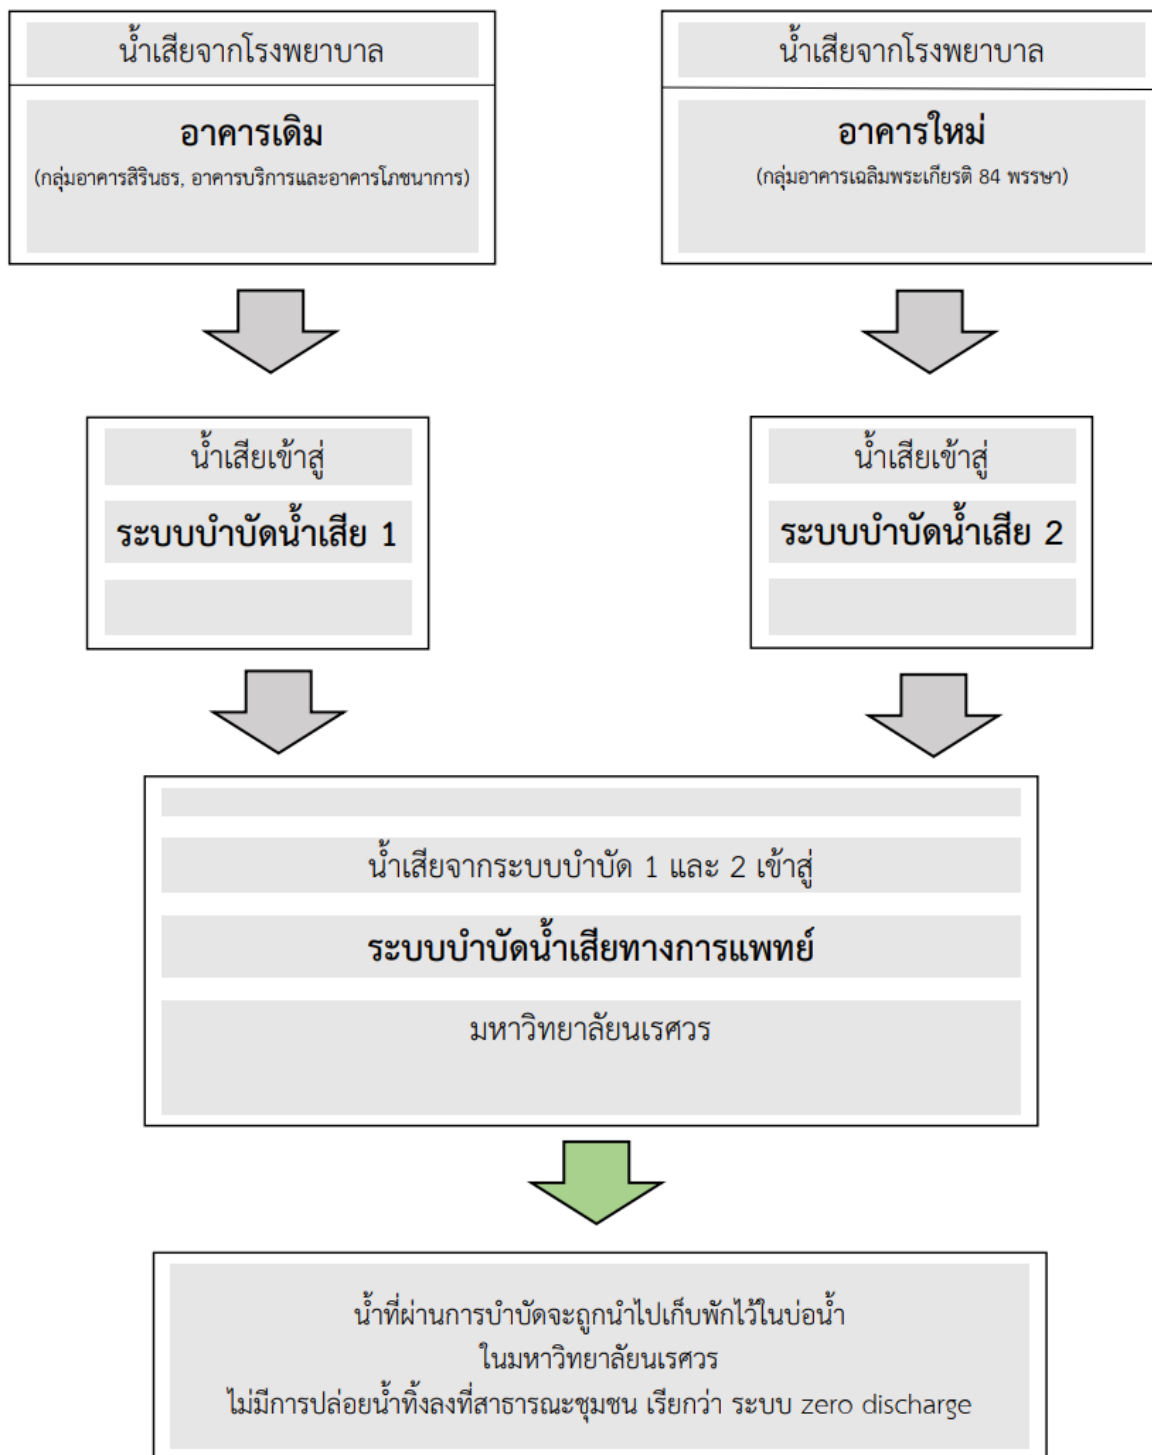 น้ำเสียจากโรงพยาบาล
อาคารเดิม
(กลุ่มอาคารสิรินธร, อาคารบริการและอาคารโภชนาการ)
น้ำเสียจากโรงพยาบาล
อาคารใหม่
(กลุ่มอาคารเฉลิมพระเกียรติ 84 พรรษา)
น้ำเสียเข้าสู่
ระบบบำบัดน้ำเสีย 1
น้ำเสียเข้าสู่
ระบบบำบัดน้ำเสีย 2
น้ำเสียจากระบบบำบัด 1 และ 2 เข้าสู่
ระบบบำบัดน้ำเสียทางการแพทย์
มหาวิทยาลัยนเรศวร
น้ำที่ผ่านการบำบัดจะถูกนำไปเก็บพักไว้ในบ่อน้ำ
ในมหาวิทยาลัยนเรศวร
ไม่มีการปล่อยน้ำทิ้งลงที่สาธารณะชุมชน เรียกว่า ระบบ zero discharge